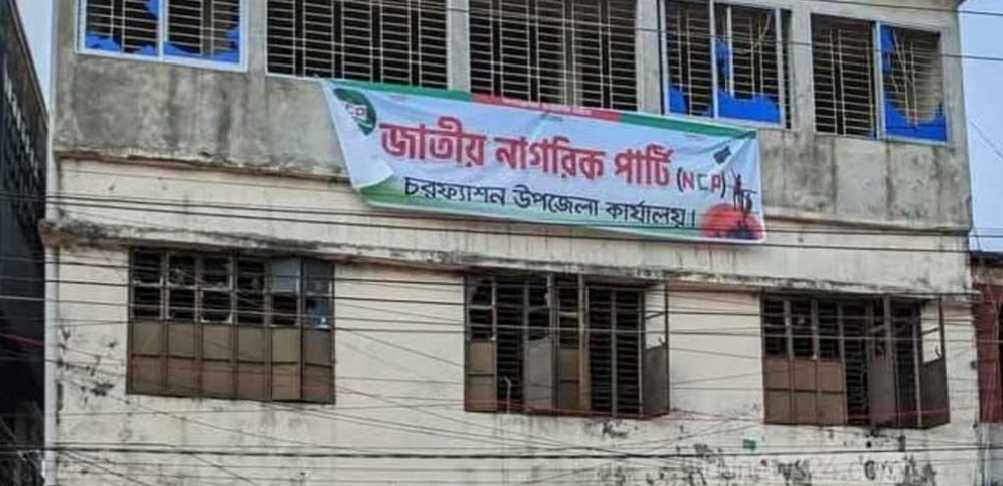 জাতীয় নাগরিক পার্টি (NCP)
চরফ্যাশন উপজেলা কার্যালয়।